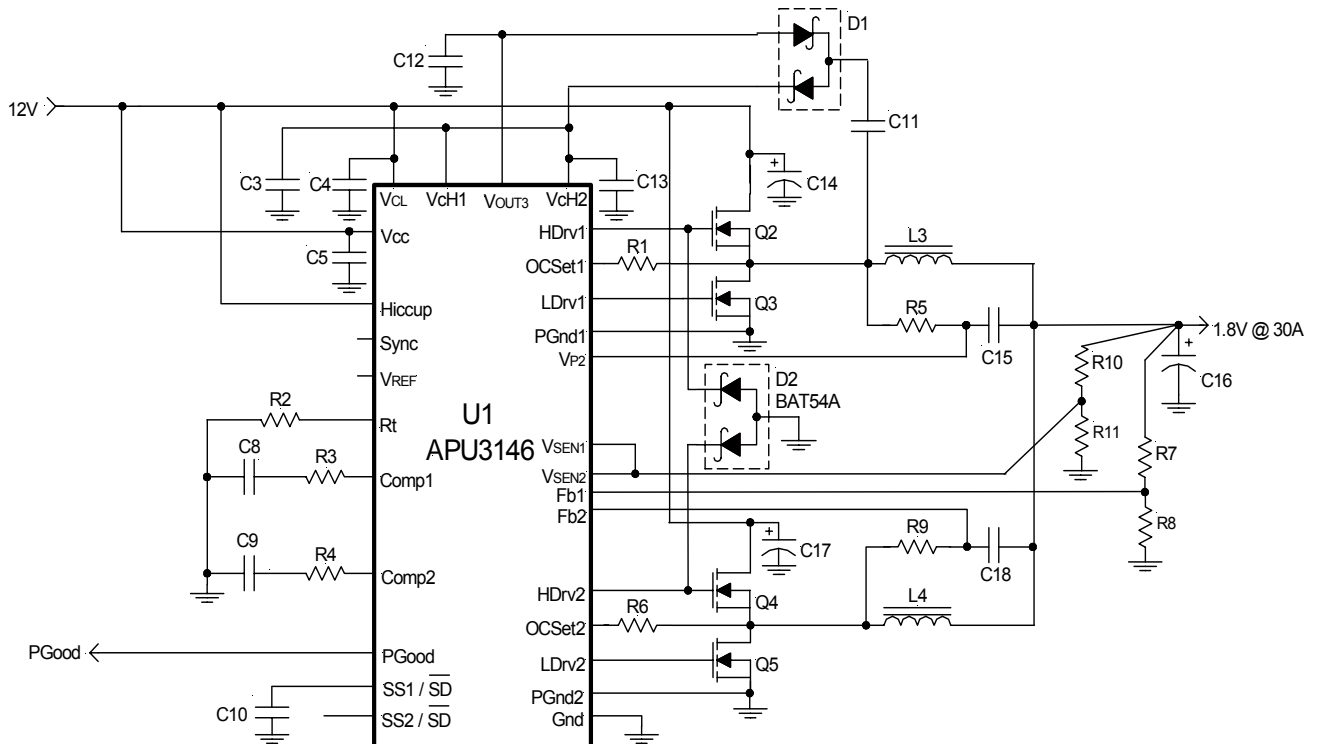 D1
C12
12V
C11
C3
C4
C13
C14
VCL
VcH1
VOUT3
VcH2
Vcc
HDrv1
Q2
C5
R1
L3
OCSet1
Hiccup
LDrv1
Q3
R5
PGnd1
1.8V @ 30A
Sync
VP2
C15
R10
C16
VREF
D2
BAT54A
R2
Rt
U1
APU3146
R11
C8
R3
VSEN1
R7
Comp1
VSEN2
Fb1
Fb2
R8
C9
R4
R9
C17
Comp2
C18
HDrv2
Q4
L4
R6
OCSet2
PGood
PGood
LDrv2
Q5
SS1 / SD
PGnd2
C10
SS2 / SD
Gnd